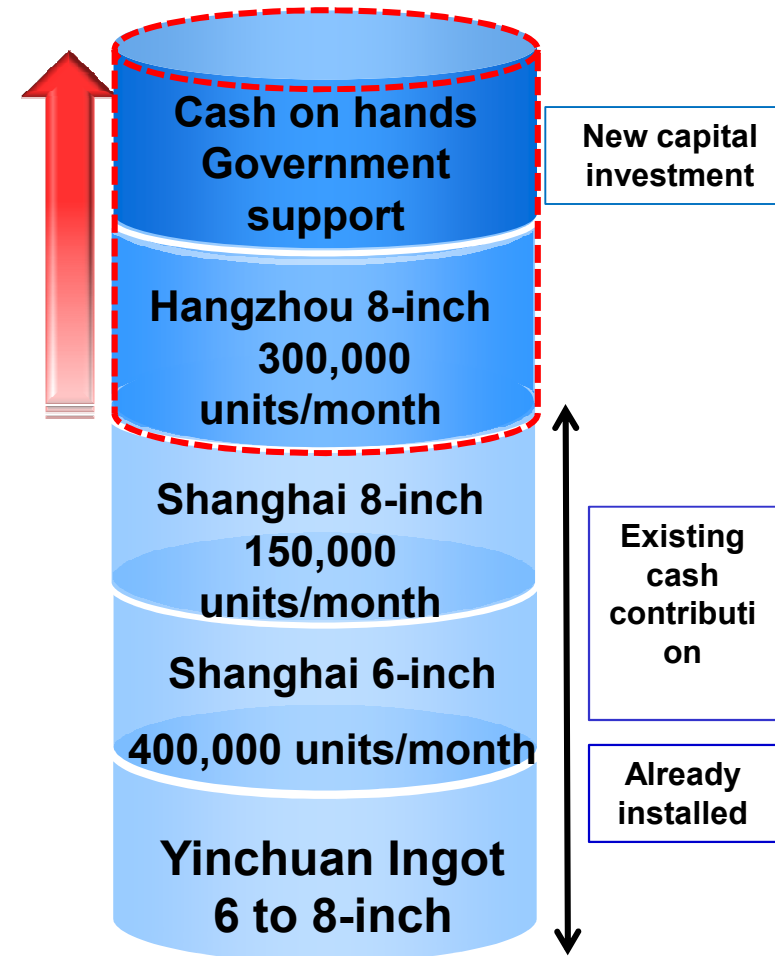 Cash on hands
Government
support
New capital
investment
Hangzhou 8-inch
300,000
units/month
Shanghai 8-inch
150,000
units/month
Existing
cash
contributi
on
Shanghai 6-inch
400,000 units/month
Already
installed
Yinchuan Ingot
6 to 8-inch